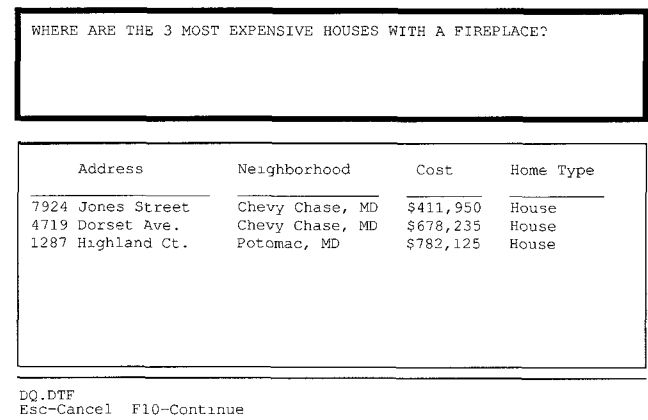 WHERE ARE THE 3 MOST EXPENSIVE HOUSES WITH A FIREPLACE?
Address Neighborhood Cost Home Type
7924 Jones Street Chevy Chase, MD $411,950 House
4719 Dorset Ave. Chevy Chase, MD $678,235 House
1287 Highland Ct. Potomac, MD $782,125 House
DQ.DTF
Esc-Cancel F10-Continue